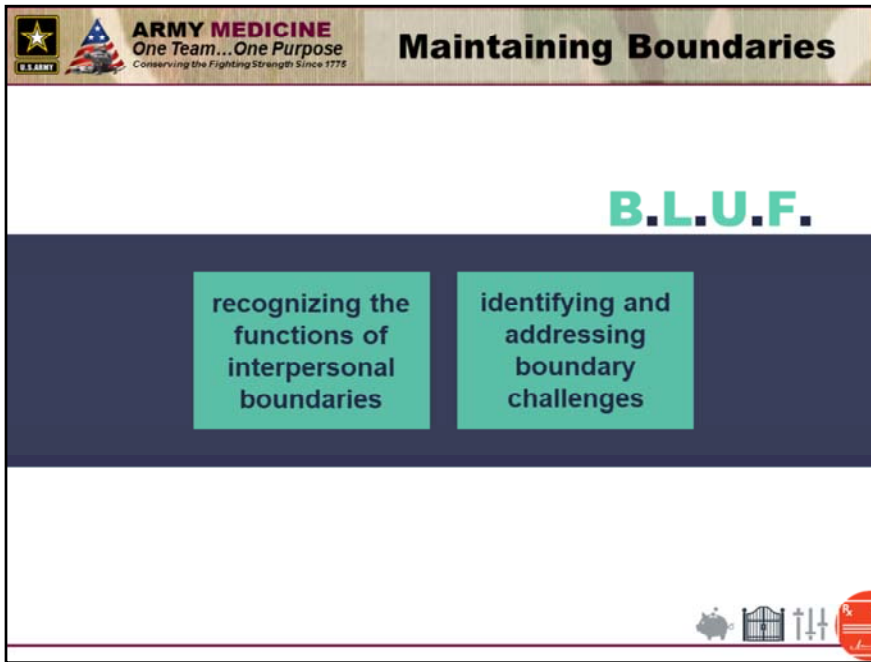 ARMY MEDICINE
One Team...One Purpose
Conserving the Fighting Strength Since 1775
U.S.ARMY
Maintaining Boundaries
B.L.U.F.
recognizing the
functions of
interpersonal
boundaries
identifying and
addressing
boundary
challenges
Rx